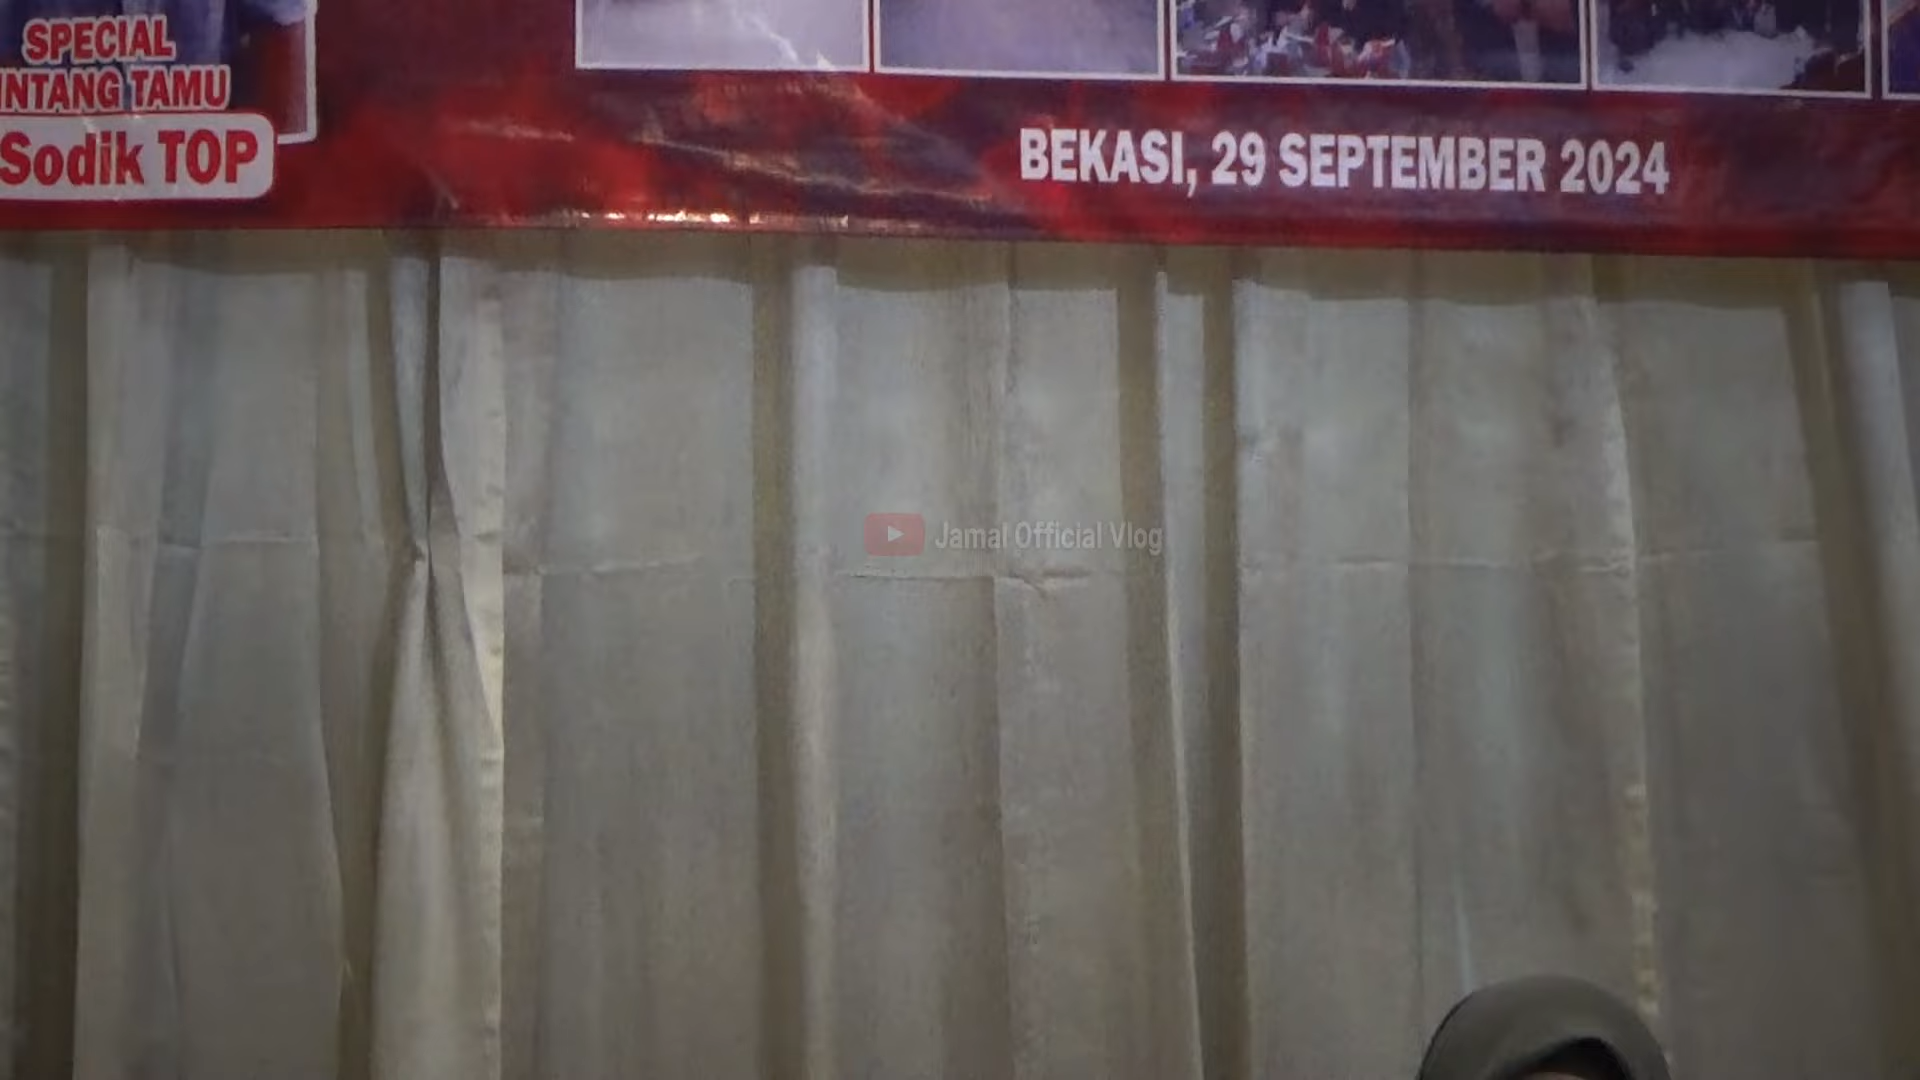 SPECIAL
INTANG TAMU
Sodik TOP
BEKASI, 29 SEPTEMBER 2024
Jamal Official Vlog